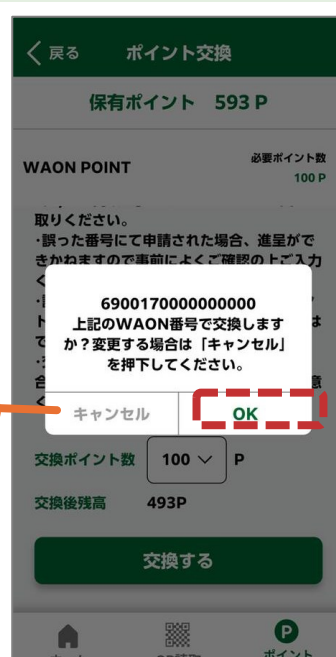 戻る ポイント交換
保有ポイント 593 P
WAON POINT
必要ポイント数
100 P
取りください。
・誤った番号にて申請された場合、進呈がで
きかねますので事前によくご確認の上ご入力
6900170000000000
上記のWAON番号で交換します
か？変更する場合は「キャンセル」
を押下してください。
キャンセル OK
交換ポイント数 100 P
交換後残高 493P
交換する
ポイント